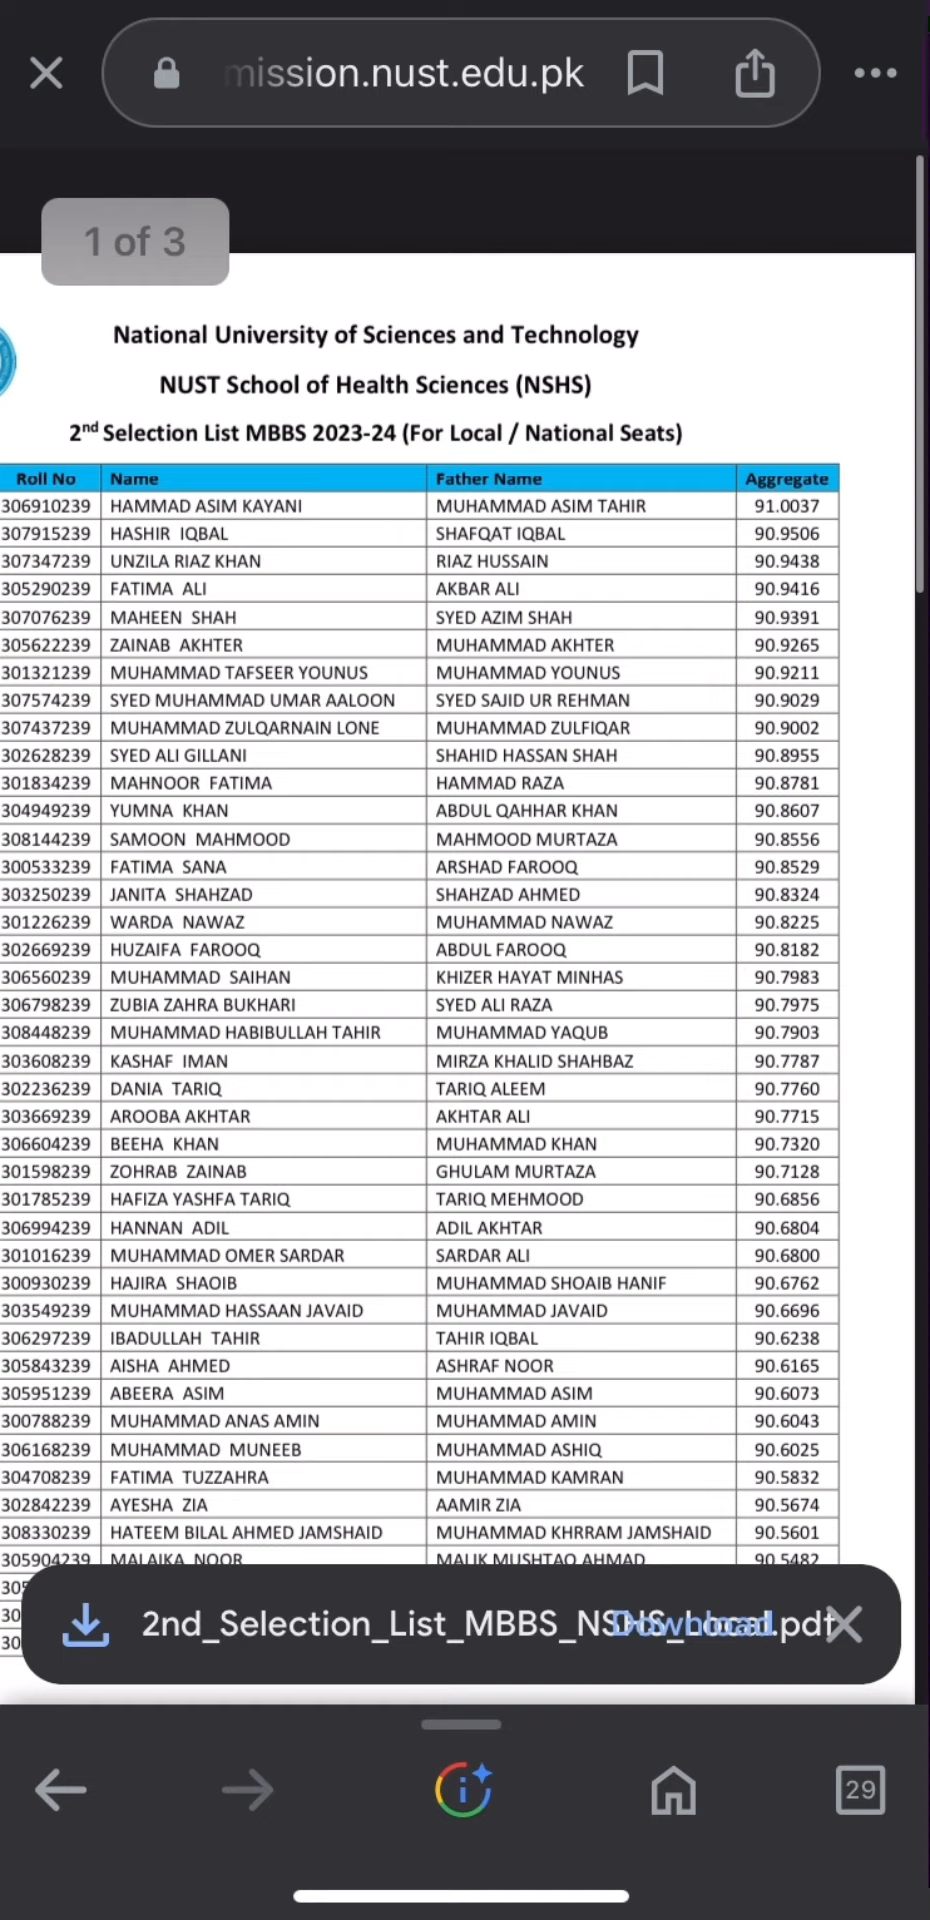 mission.nust.edu.pk
1 of 3
National University of Sciences and Technology
NUST School of Health Sciences (NSHS)
2nd Selection List MBBS 2023-24 (For Local / National Seats)
Roll No Name Father Name Aggregate
306910239 HAMMAD ASIM KAYANI MUHAMMAD ASIM TAHIR 91.0037
307915239 HASHIR IQBAL SHAFQAT IQBAL 90.9506
307347239 UNZILA RIAZ KHAN RIAZ HUSSAIN 90.9438
305290239 FATIMA ALI AKBAR ALI 90.9416
307076239 MAHEEN SHAH SYED AZIM SHAH 90.9391
305622239 ZAINAB AKHTER MUHAMMAD AKHTER 90.9265
301321239 MUHAMMAD TAFSEER YOUNUS MUHAMMAD YOUNUS 90.9211
307574239 SYED MUHAMMAD UMAR AALOON SYED SAJID UR REHMAN 90.9029
307437239 MUHAMMAD ZULQARNAIN LONE MUHAMMAD ZULFIQAR 90.9002
302628239 SYED ALI GILLANI SHAHID HASSAN SHAH 90.8955
301834239 MAHNOOR FATIMA HAMMAD RAZA 90.8781
304949239 YUMNA KHAN ABDUL QAHHAR KHAN 90.8607
308144239 SAMOON MAHMOOD MAHMOOD MURTAZA 90.8556
300533239 FATIMA SANA ARSHAD FAROOQ 90.8529
303250239 JANITA SHAHZAD SHAHZAD AHMED 90.8324
301226239 WARDA NAWAZ MUHAMMAD NAWAZ 90.8225
302669239 HUZAIFA FAROOQ ABDUL FAROOQ 90.8182
306560239 MUHAMMAD SAIHAN KHIZER HAYAT MINHAS 90.7983
306798239 ZUBIA ZAHRA BUKHARI SYED ALI RAZA 90.7975
308448239 MUHAMMAD HABIBULLAH TAHIR MUHAMMAD YAQUB 90.7903
303608239 KASHAF IMAN MIRZA KHALID SHAHBAZ 90.7787
302236239 DANIA TARIQ TARIQ ALEEM 90.7760
303669239 AROOBA AKHTAR AKHTAR ALI 90.7715
306604239 BEEHA KHAN MUHAMMAD KHAN 90.7320
301598239 ZOHRAB ZAINAB GHULAM MURTAZA 90.7128
301785239 HAFIZA YASHFA TARIQ TARIQ MEHMOOD 90.6856
306994239 HANNAN ADIL ADIL AKHTAR 90.6804
301016239 MUHAMMAD OMER SARDAR SARDAR ALI 90.6800
300930239 HAJIRA SHAOIB MUHAMMAD SHOAIB HANIF 90.6762
303549239 MUHAMMAD HASSAAN JAVAID MUHAMMAD JAVAID 90.6696
306297239 IBADULLAH TAHIR TAHIR IQBAL 90.6238
305843239 AISHA AHMED ASHRAF NOOR 90.6165
305951239 ABEERA ASIM MUHAMMAD ASIM 90.6073
300788239 MUHAMMAD ANAS AMIN MUHAMMAD AMIN 90.6043
306168239 MUHAMMAD MUNEEB MUHAMMAD ASHIQ 90.6025
304708239 FATIMA TUZZAHRA MUHAMMAD KAMRAN 90.5832
302842239 AYESHA ZIA AAMIR ZIA 90.5674
308330239 HATEEM BILAL AHMED JAMSHAID MUHAMMAD KHRRAM JAMSHAID 90.5601
305904239 MALAIKA NOOR MALIK MUSHTAQ AHMAD 90.5482
305
30
30
2nd_Selection_List_MBBS_NSHS_Local.pdf Download
29